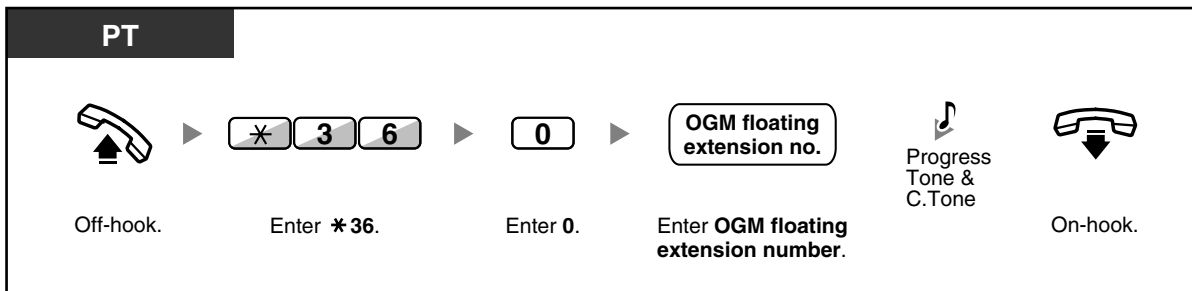 PT
✱ 3 6
0
OGM floating
extension no.
Progress
Tone &
C.Tone
Off-hook.
Enter ✱36.
Enter 0.
Enter OGM floating
extension number.
On-hook.